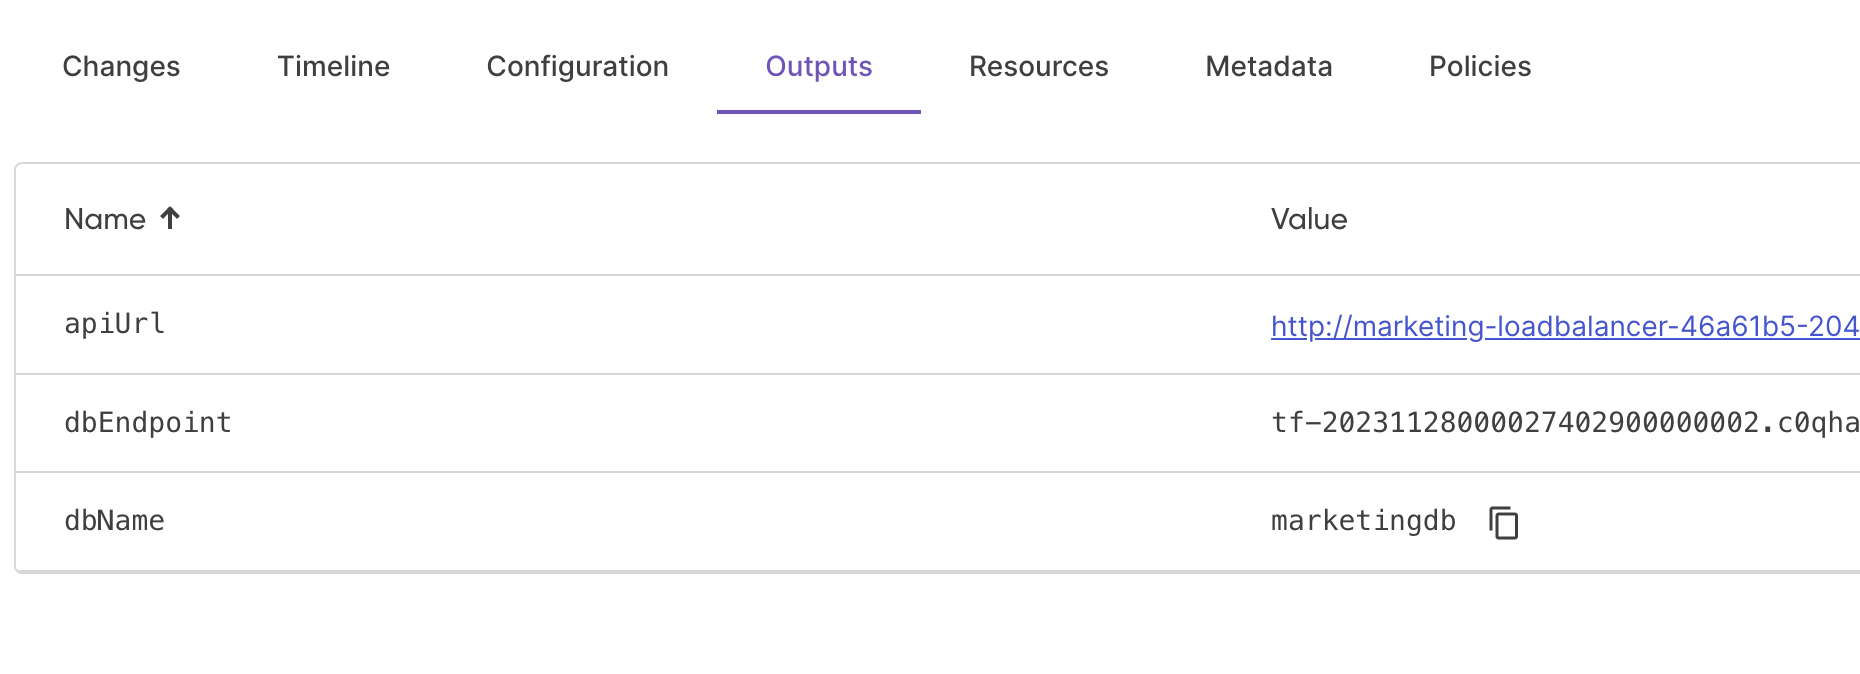 Changes Timeline Configuration Outputs Resources Metadata Policies
Name Value
apiUrl http://marketing-loadbalancer-46a61b5-204
dbEndpoint tf-20231128000027402900000002.c0qha
dbName marketingdb